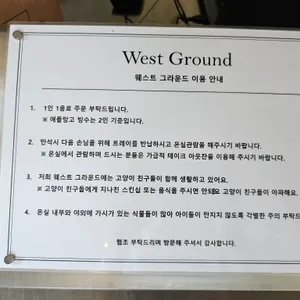 West Ground
웨스트 그라운드 이용 안내
1. 1인 1음료 주문 부탁드립니다.
※ 애플망고 빙수는 2인 기준입니다.
2. 만석시 다음 손님을 위해 트레이를 반납하시고 온실관람을 해주시기 바랍니다.
※ 온실에서 관람하며 드시는 분들은 가급적 테이크 아웃잔을 이용해 주시기 바랍니다.
3. 저희 웨스트 그라운드에는 고양이 친구들이 함께 생활하고 있어요.
※ 고양이 친구들에게 지나친 스킨쉽 또는 음식을 주시면 안돼요 고양이 친구들이 아파해요.
4. 온실 내부와 야외에 가시가 있는 식물들이 많아 아이들이 만지지 않도록 각별한 주의 부탁드
협조 부탁드리며 방문해 주셔서 감사합니다.